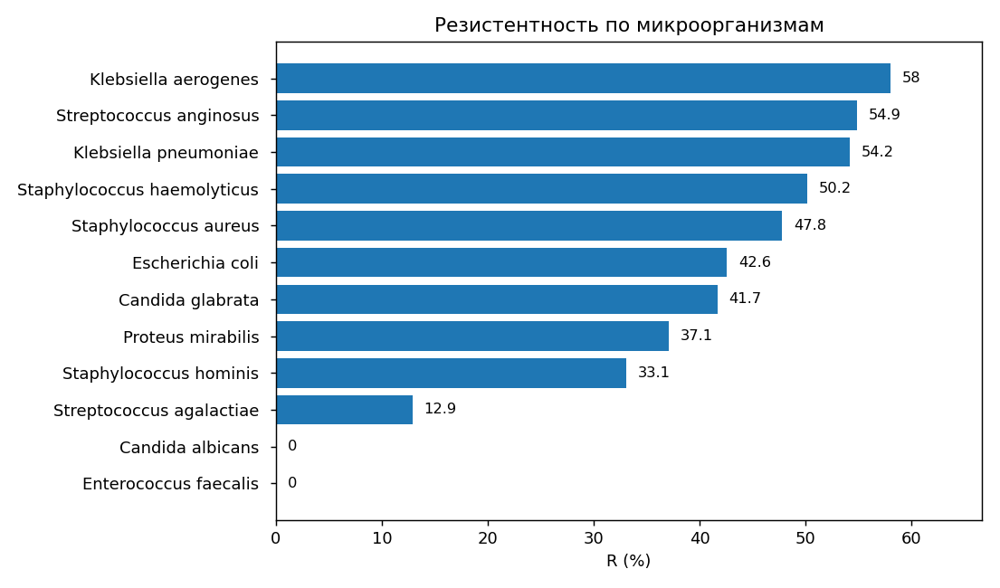 Резистентность по микроорганизмам
Klebsiella aerogenes 58
Streptococcus anginosus 54.9
Klebsiella pneumoniae 54.2
Staphylococcus haemolyticus 50.2
Staphylococcus aureus 47.8
Escherichia coli 42.6
Candida glabrata 41.7
Proteus mirabilis 37.1
Staphylococcus hominis 33.1
Streptococcus agalactiae 12.9
Candida albicans 0
Enterococcus faecalis 0
0 10 20 30 40 50 60
R (%)